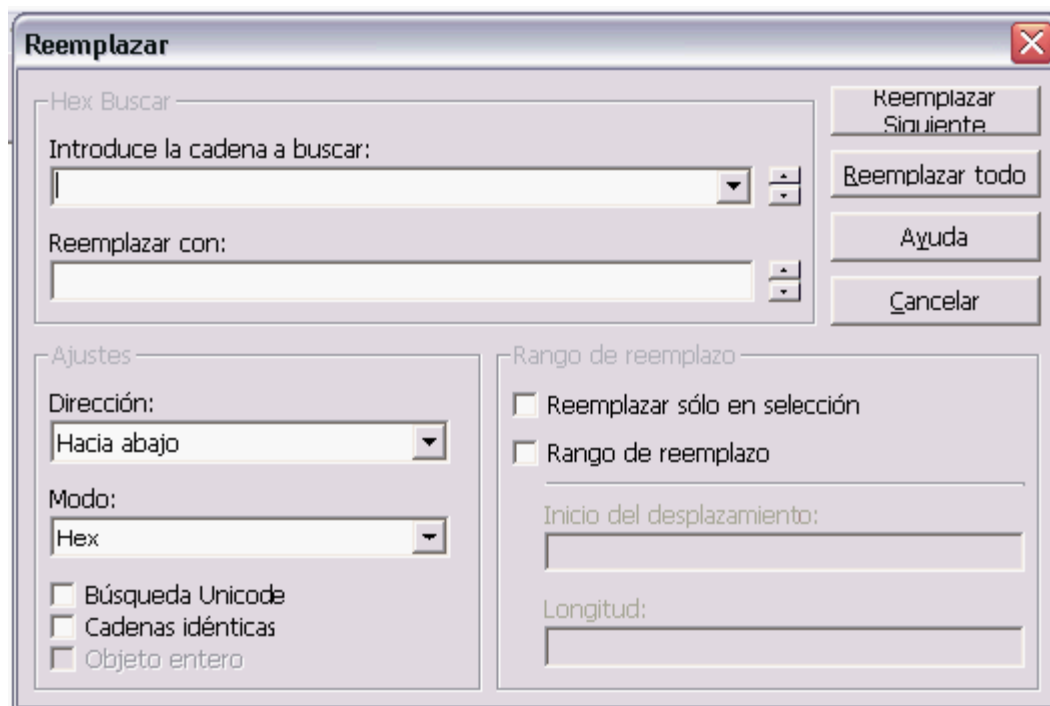 Reemplazar
Hex Buscar
Introduce la cadena a buscar:
Reemplazar con:
Reemplazar
Siguiente
Reemplazar todo
Ayuda
Cancelar
Ajustes
Dirección:
Hacia abajo
Modo:
Hex
Búsqueda Unicode
Cadenas idénticas
Objeto entero
Rango de reemplazo
Reemplazar sólo en selección
Rango de reemplazo
Inicio del desplazamiento:
Longitud: